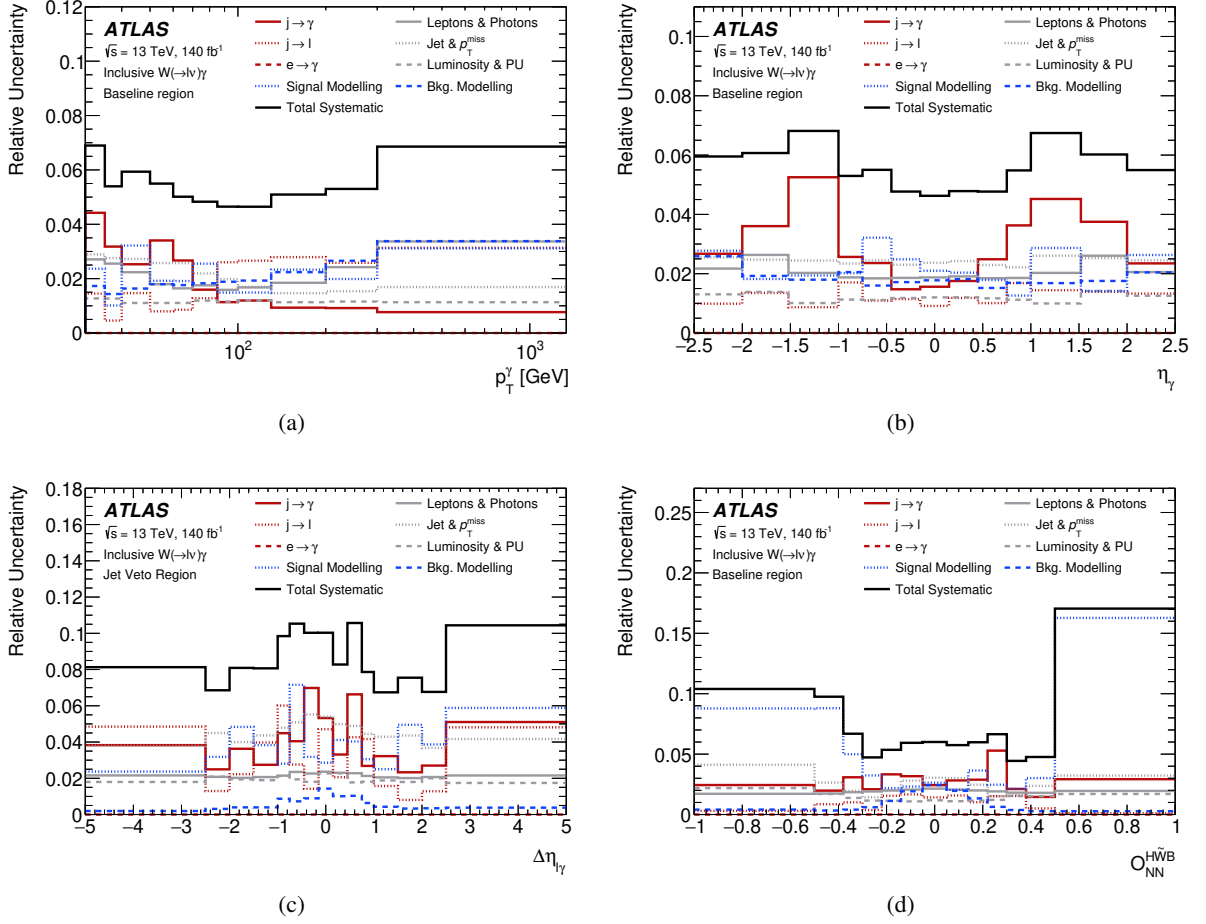 Relative Uncertainty
0.12
0.1
0.08
0.06
0.04
0.02
0
ATLAS
√s = 13 TeV, 140 fb⁻¹
Inclusive W(→lν)γ
Baseline region
j → γ
j → l
e → γ
Signal Modelling
Total Systematic
Leptons & Photons
Jet & p_T^miss
Luminosity & PU
Bkg. Modelling
10² 10³
p_T^γ [GeV]
(a)
Relative Uncertainty
0.1
0.08
0.06
0.04
0.02
0
ATLAS
√s = 13 TeV, 140 fb⁻¹
Inclusive W(→lν)γ
Baseline region
j → γ
j → l
e → γ
Signal Modelling
Total Systematic
Leptons & Photons
Jet & p_T^miss
Luminosity & PU
Bkg. Modelling
−2.5 −2 −1.5 −1 −0.5 0 0.5 1 1.5 2 2.5
η_γ
(b)
Relative Uncertainty
0.18
0.16
0.14
0.12
0.1
0.08
0.06
0.04
0.02
0
ATLAS
√s = 13 TeV, 140 fb⁻¹
Inclusive W(→lν)γ
Jet Veto Region
j → γ
j → l
e → γ
Signal Modelling
Total Systematic
Leptons & Photons
Jet & p_T^miss
Luminosity & PU
Bkg. Modelling
−5 −4 −3 −2 −1 0 1 2 3 4 5
Δη_lγ
(c)
Relative Uncertainty
0.25
0.2
0.15
0.1
0.05
0
ATLAS
√s = 13 TeV, 140 fb⁻¹
Inclusive W(→lν)γ
Baseline region
j → γ
j → l
e → γ
Signal Modelling
Total Systematic
Leptons & Photons
Jet & p_T^miss
Luminosity & PU
Bkg. Modelling
−1 −0.8 −0.6 −0.4 −0.2 0 0.2 0.4 0.6 0.8 1
O_NN^HW̃B
(d)